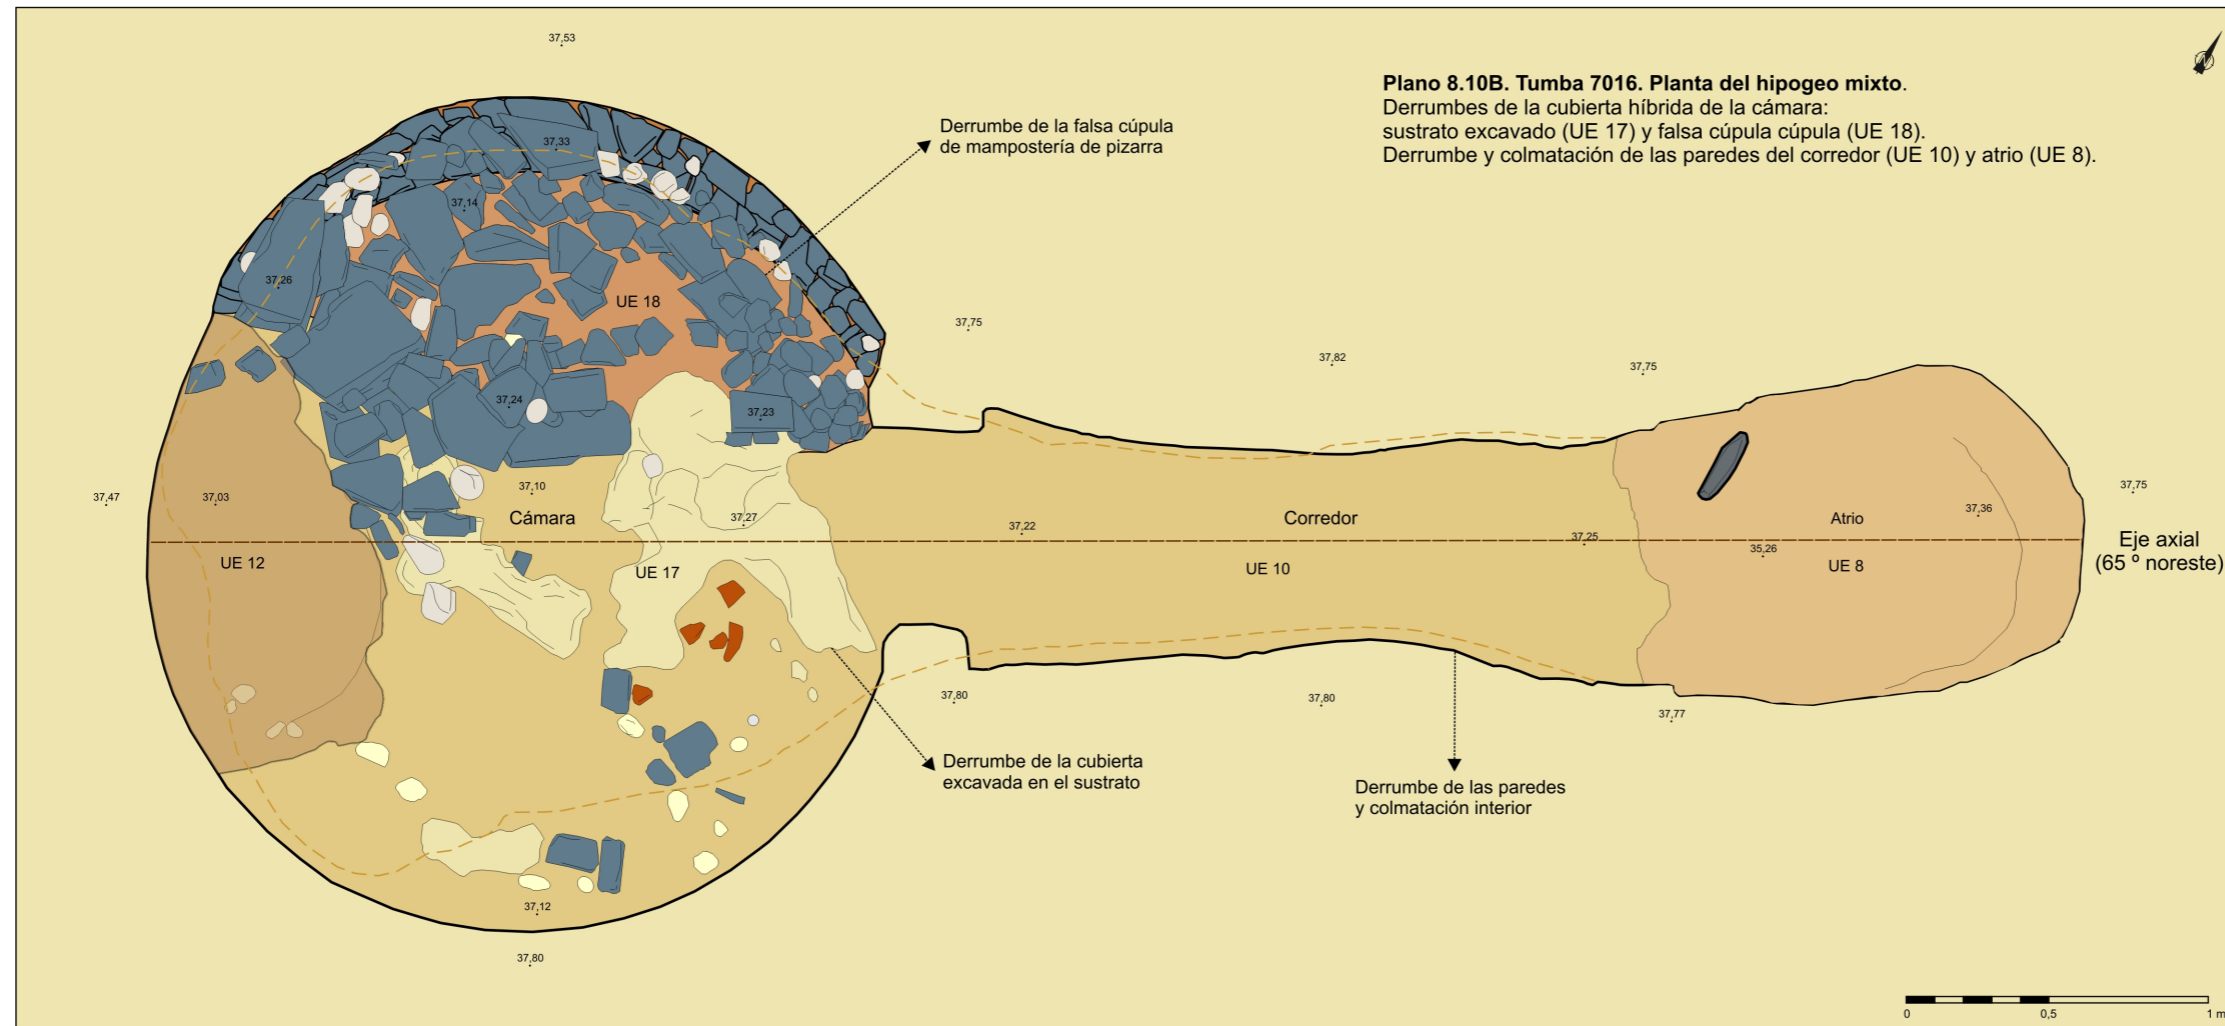 37,53
Plano 8.10B. Tumba 7016. Planta del hipogeo mixto.
Derrumbes de la cubierta híbrida de la cámara:
sustrato excavado (UE 17) y falsa cúpula cúpula (UE 18).
Derrumbe y colmatación de las paredes del corredor (UE 10) y atrio (UE 8).
Derrumbe de la falsa cúpula
de mampostería de pizarra
37,33
37,14
37,26
UE 18
37,75
37,82
37,75
37,24
37,23
37,47
37,03
37,10
Cámara
37,27
37,22
Corredor
37,25
Atrio
37,36
37,75
35,26
Eje axial
(65 º noreste)
UE 12
UE 17
UE 10
UE 8
37,80
37,80
37,77
Derrumbe de la cubierta
excavada en el sustrato
Derrumbe de las paredes
y colmatación interior
37,12
37,80
0 0,5 1 m